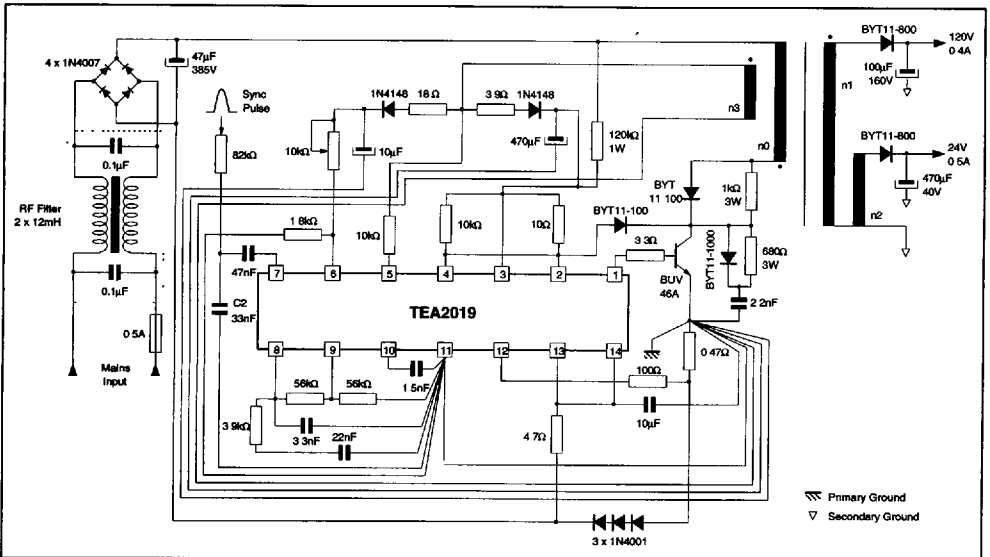 BYT11-800
120V
0 4A
100µF
160V
n1
4 x 1N4007
47µF
385V
Sync
Pulse
1N4148
18Ω
3 9Ω
1N4148
n3
n0
82kΩ
10kΩ
10µF
470µF
120kΩ
1W
0.1µF
BYT11-800
24V
0 5A
470µF
40V
n2
RF Filter
2 x 12mH
BYT
11 100
1kΩ
3W
1 8kΩ
10kΩ
10kΩ
10Ω
BYT11-100
3 3Ω
BYT11-1000
680Ω
3W
47nF
BUV
46A
2 2nF
0.1µF
7
6
5
4
3
2
1
C2
33nF
TEA2019
0 5A
8
9
10
11
12
13
14
0 47Ω
Mains
Input
56kΩ
56kΩ
1 5nF
100Ω
3 9kΩ
3 3nF
22nF
10µF
4 7Ω
Primary Ground
Secondary Ground
3 x 1N4001